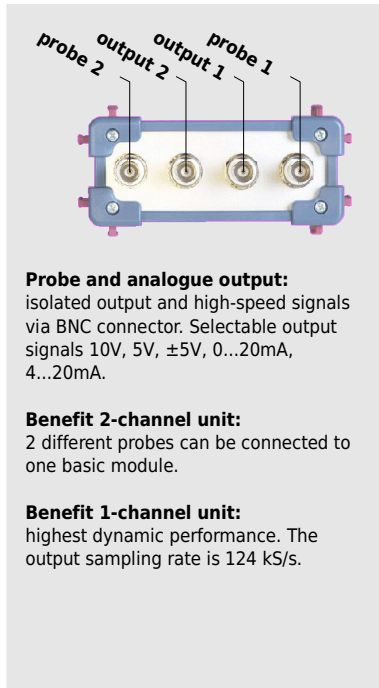 probe 2
output 2
output 1
probe 1
Probe and analogue output:
isolated output and high-speed signals
via BNC connector. Selectable output
signals 10V, 5V, ±5V, 0...20mA,
4...20mA.
Benefit 2-channel unit:
2 different probes can be connected to
one basic module.
Benefit 1-channel unit:
highest dynamic performance. The
output sampling rate is 124 kS/s.